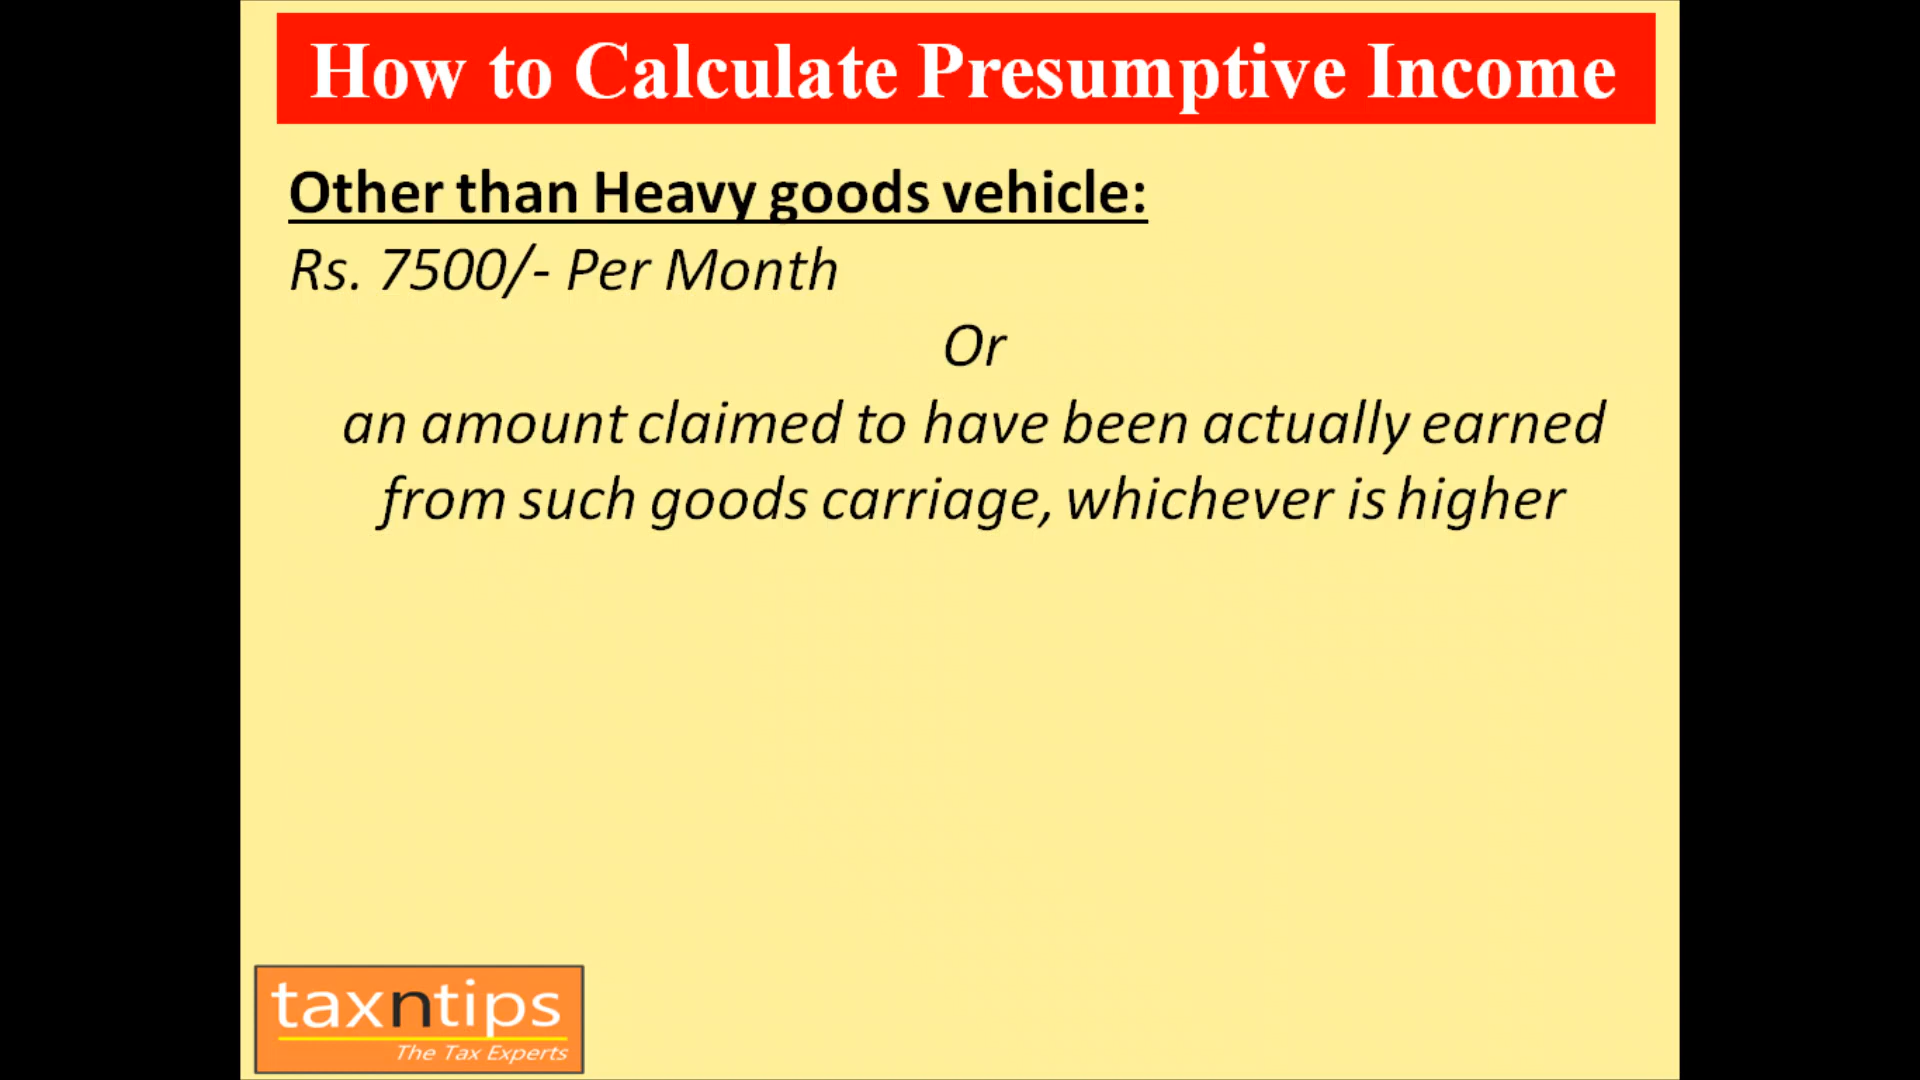 How to Calculate Presumptive Income
Other than Heavy goods vehicle:
Rs. 7500/- Per Month
Or
an amount claimed to have been actually earned
from such goods carriage, whichever is higher
taxntips
The Tax Experts